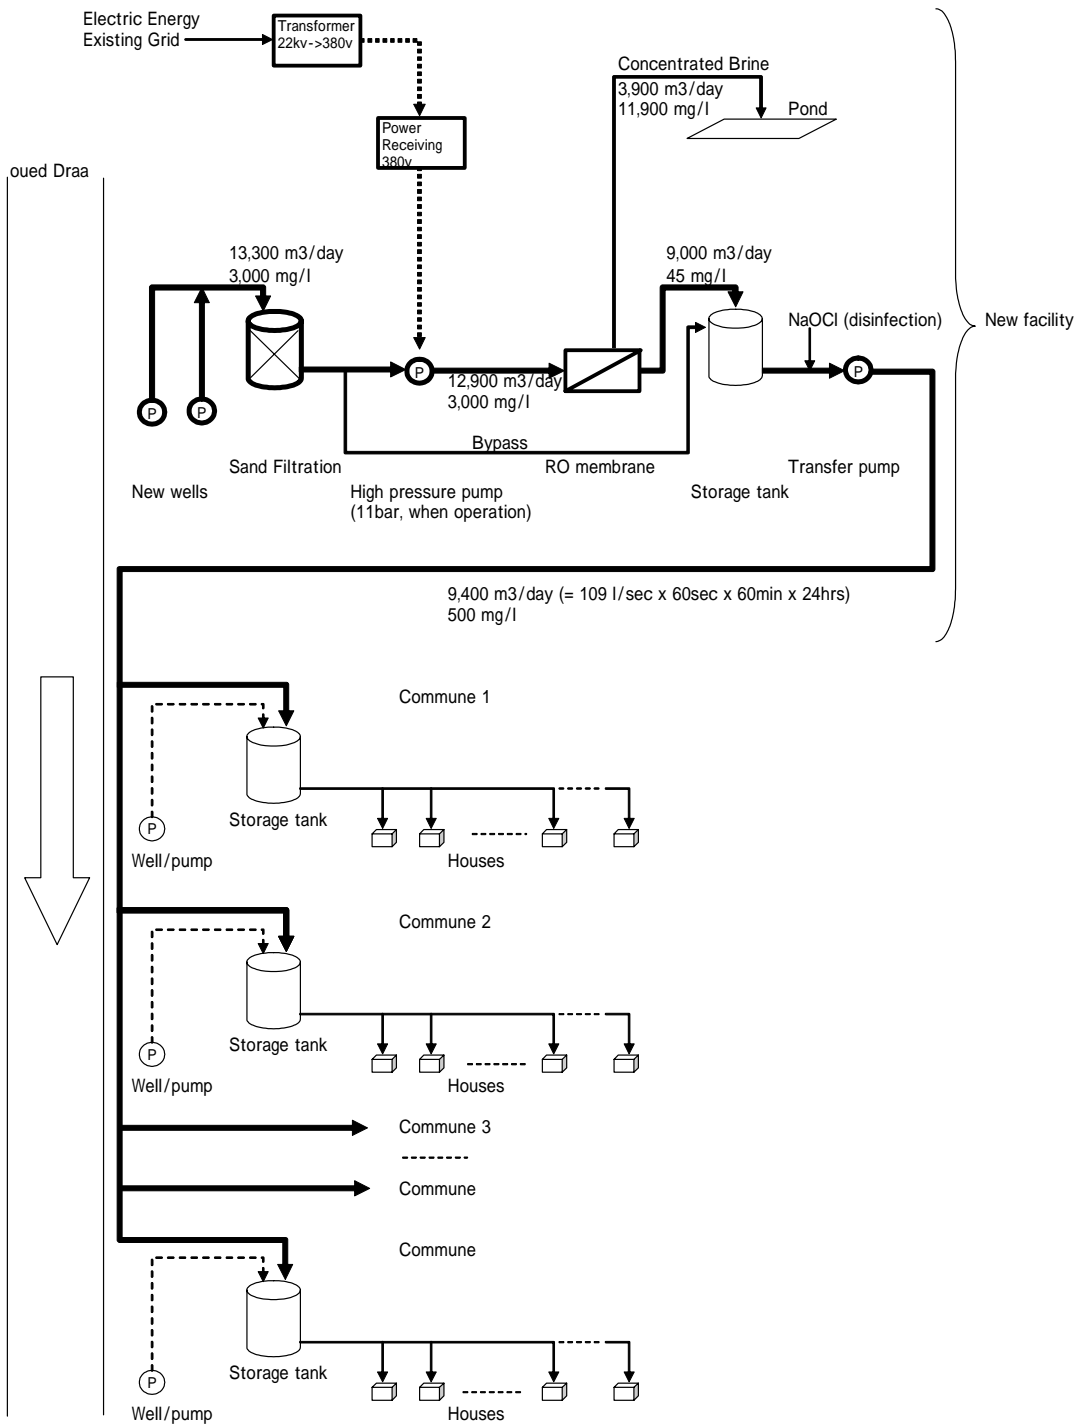 Electric Energy
Existing Grid
Transformer
22kv->380v
Concentrated Brine
3,900 m3/day
11,900 mg/l
Pond
Power
Receiving
380v
oued Draa
13,300 m3/day
3,000 mg/l
9,000 m3/day
45 mg/l
NaOCl (disinfection)
New facility
P
P
P
P
12,900 m3/day
3,000 mg/l
Bypass
Sand Filtration
RO membrane
Transfer pump
New wells
High pressure pump
(11bar, when operation)
Storage tank
9,400 m3/day (= 109 l/sec x 60sec x 60min x 24hrs)
500 mg/l
Commune 1
Storage tank
P
Well/pump
Houses
Commune 2
Storage tank
P
Well/pump
Houses
Commune 3
Commune
Commune
Storage tank
P
Well/pump
Houses